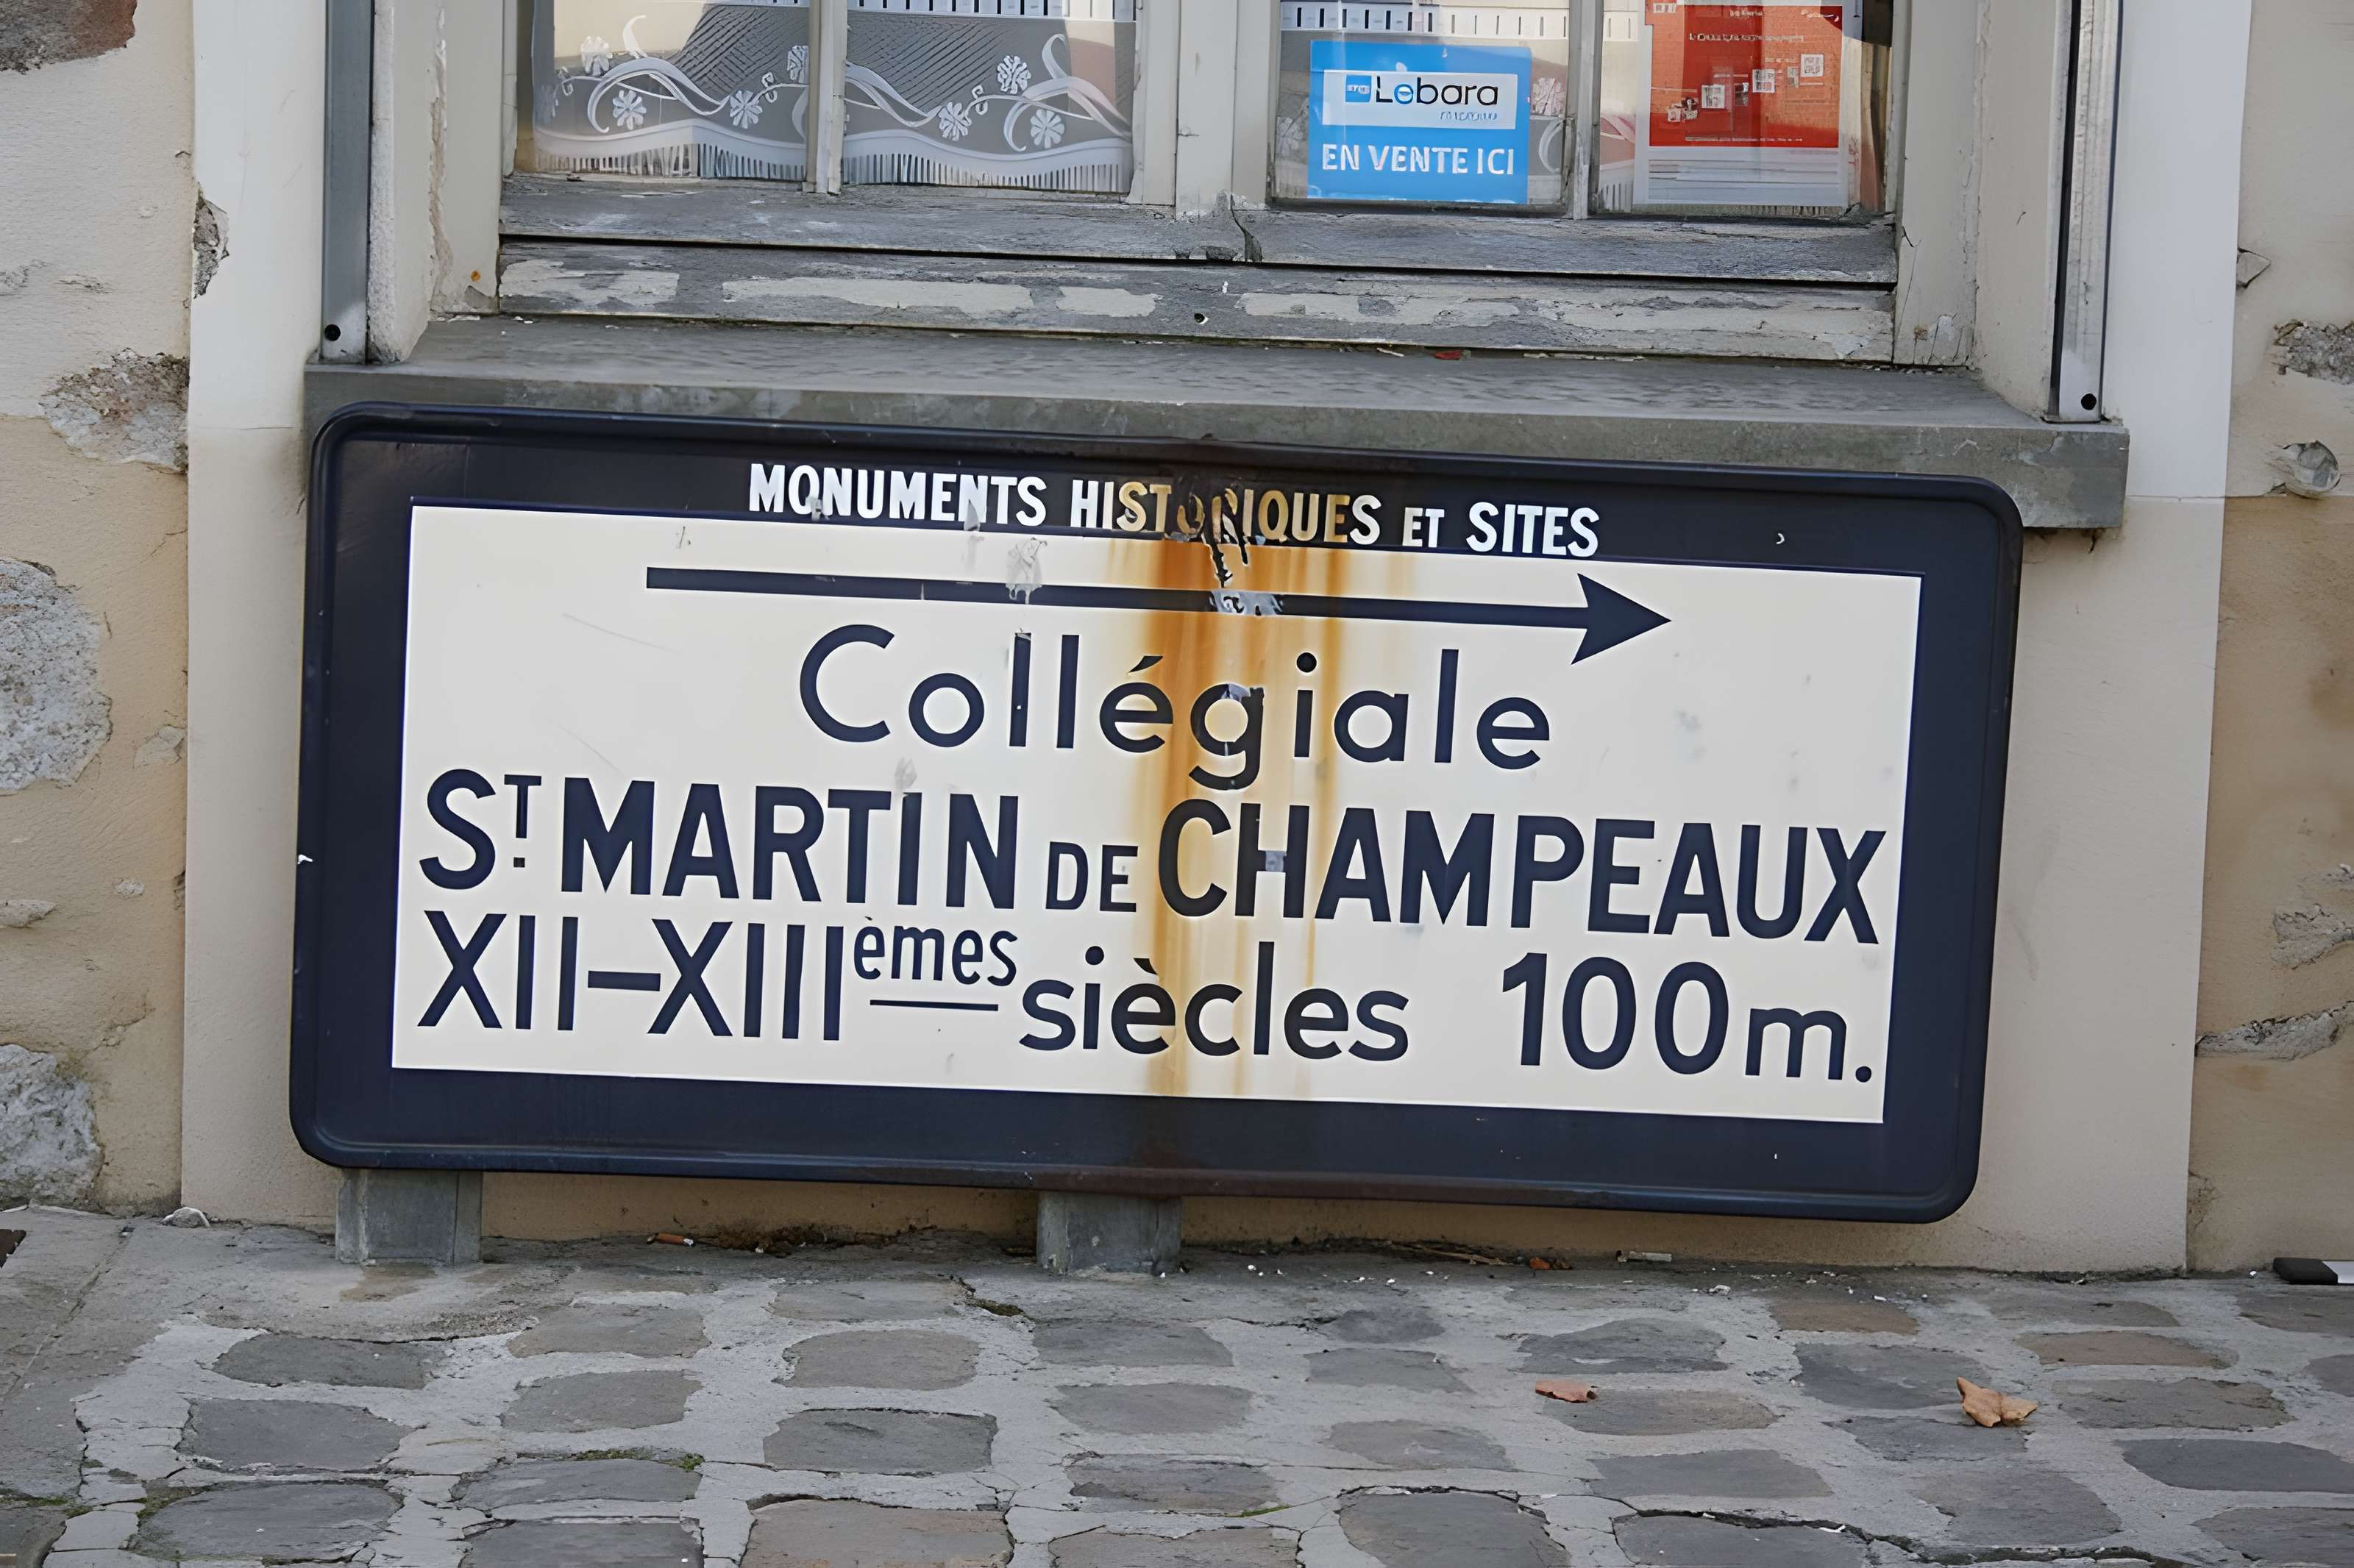 Lebara
EN VENTE ICI
MONUMENTS HISTORIQUES ET SITES
Collégiale
ST. MARTIN DE CHAMPEAUX
XII-XIIIèmes siècles 100m.